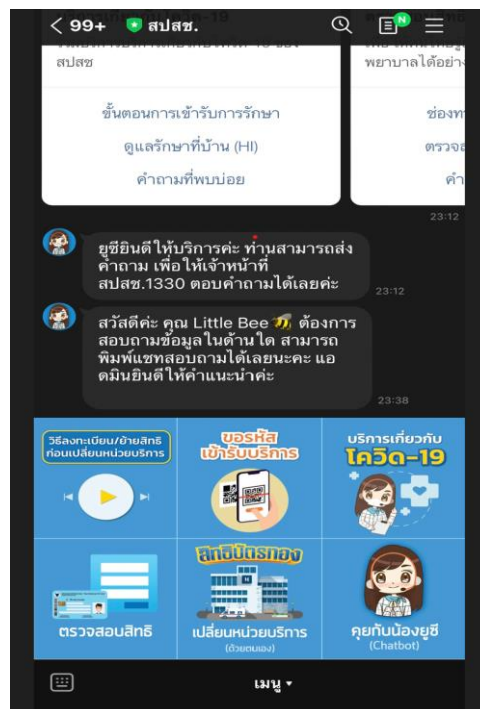 99+ สปสช.
N
สปสช
พยาบาลได้อย่าง
ขั้นตอนการเข้ารับการรักษา
ดูแลรักษาที่บ้าน (HI)
คำถามที่พบบ่อย
ช่องท
ตรวจส
คำ
23:12
ยูซียินดีให้บริการค่ะ ท่านสามารถส่ง
คำถาม เพื่อให้เจ้าหน้าที่
สปสช.1330 ตอบคำถามได้เลยค่ะ
23:12
สวัสดีค่ะ คุณ Little Bee 🐝 ต้องการ
สอบถามข้อมูลในด้านใด สามารถ
พิมพ์แชทสอบถามได้เลยนะคะ แอ
ดมินยินดีให้คำแนะนำค่ะ
23:38
วิธีลงทะเบียน/ย้ายสิทธิ
ก่อนเปลี่ยนหน่วยบริการ
ขอรหัส
เข้ารับบริการ
บริการเกี่ยวกับ
โควิด-19
ตรวจสอบสิทธิ
สิทธิบัตรทอง
เปลี่ยนหน่วยบริการ
(ด้วยตนเอง)
คุยกับน้องยูซี
(Chatbot)
เมนู